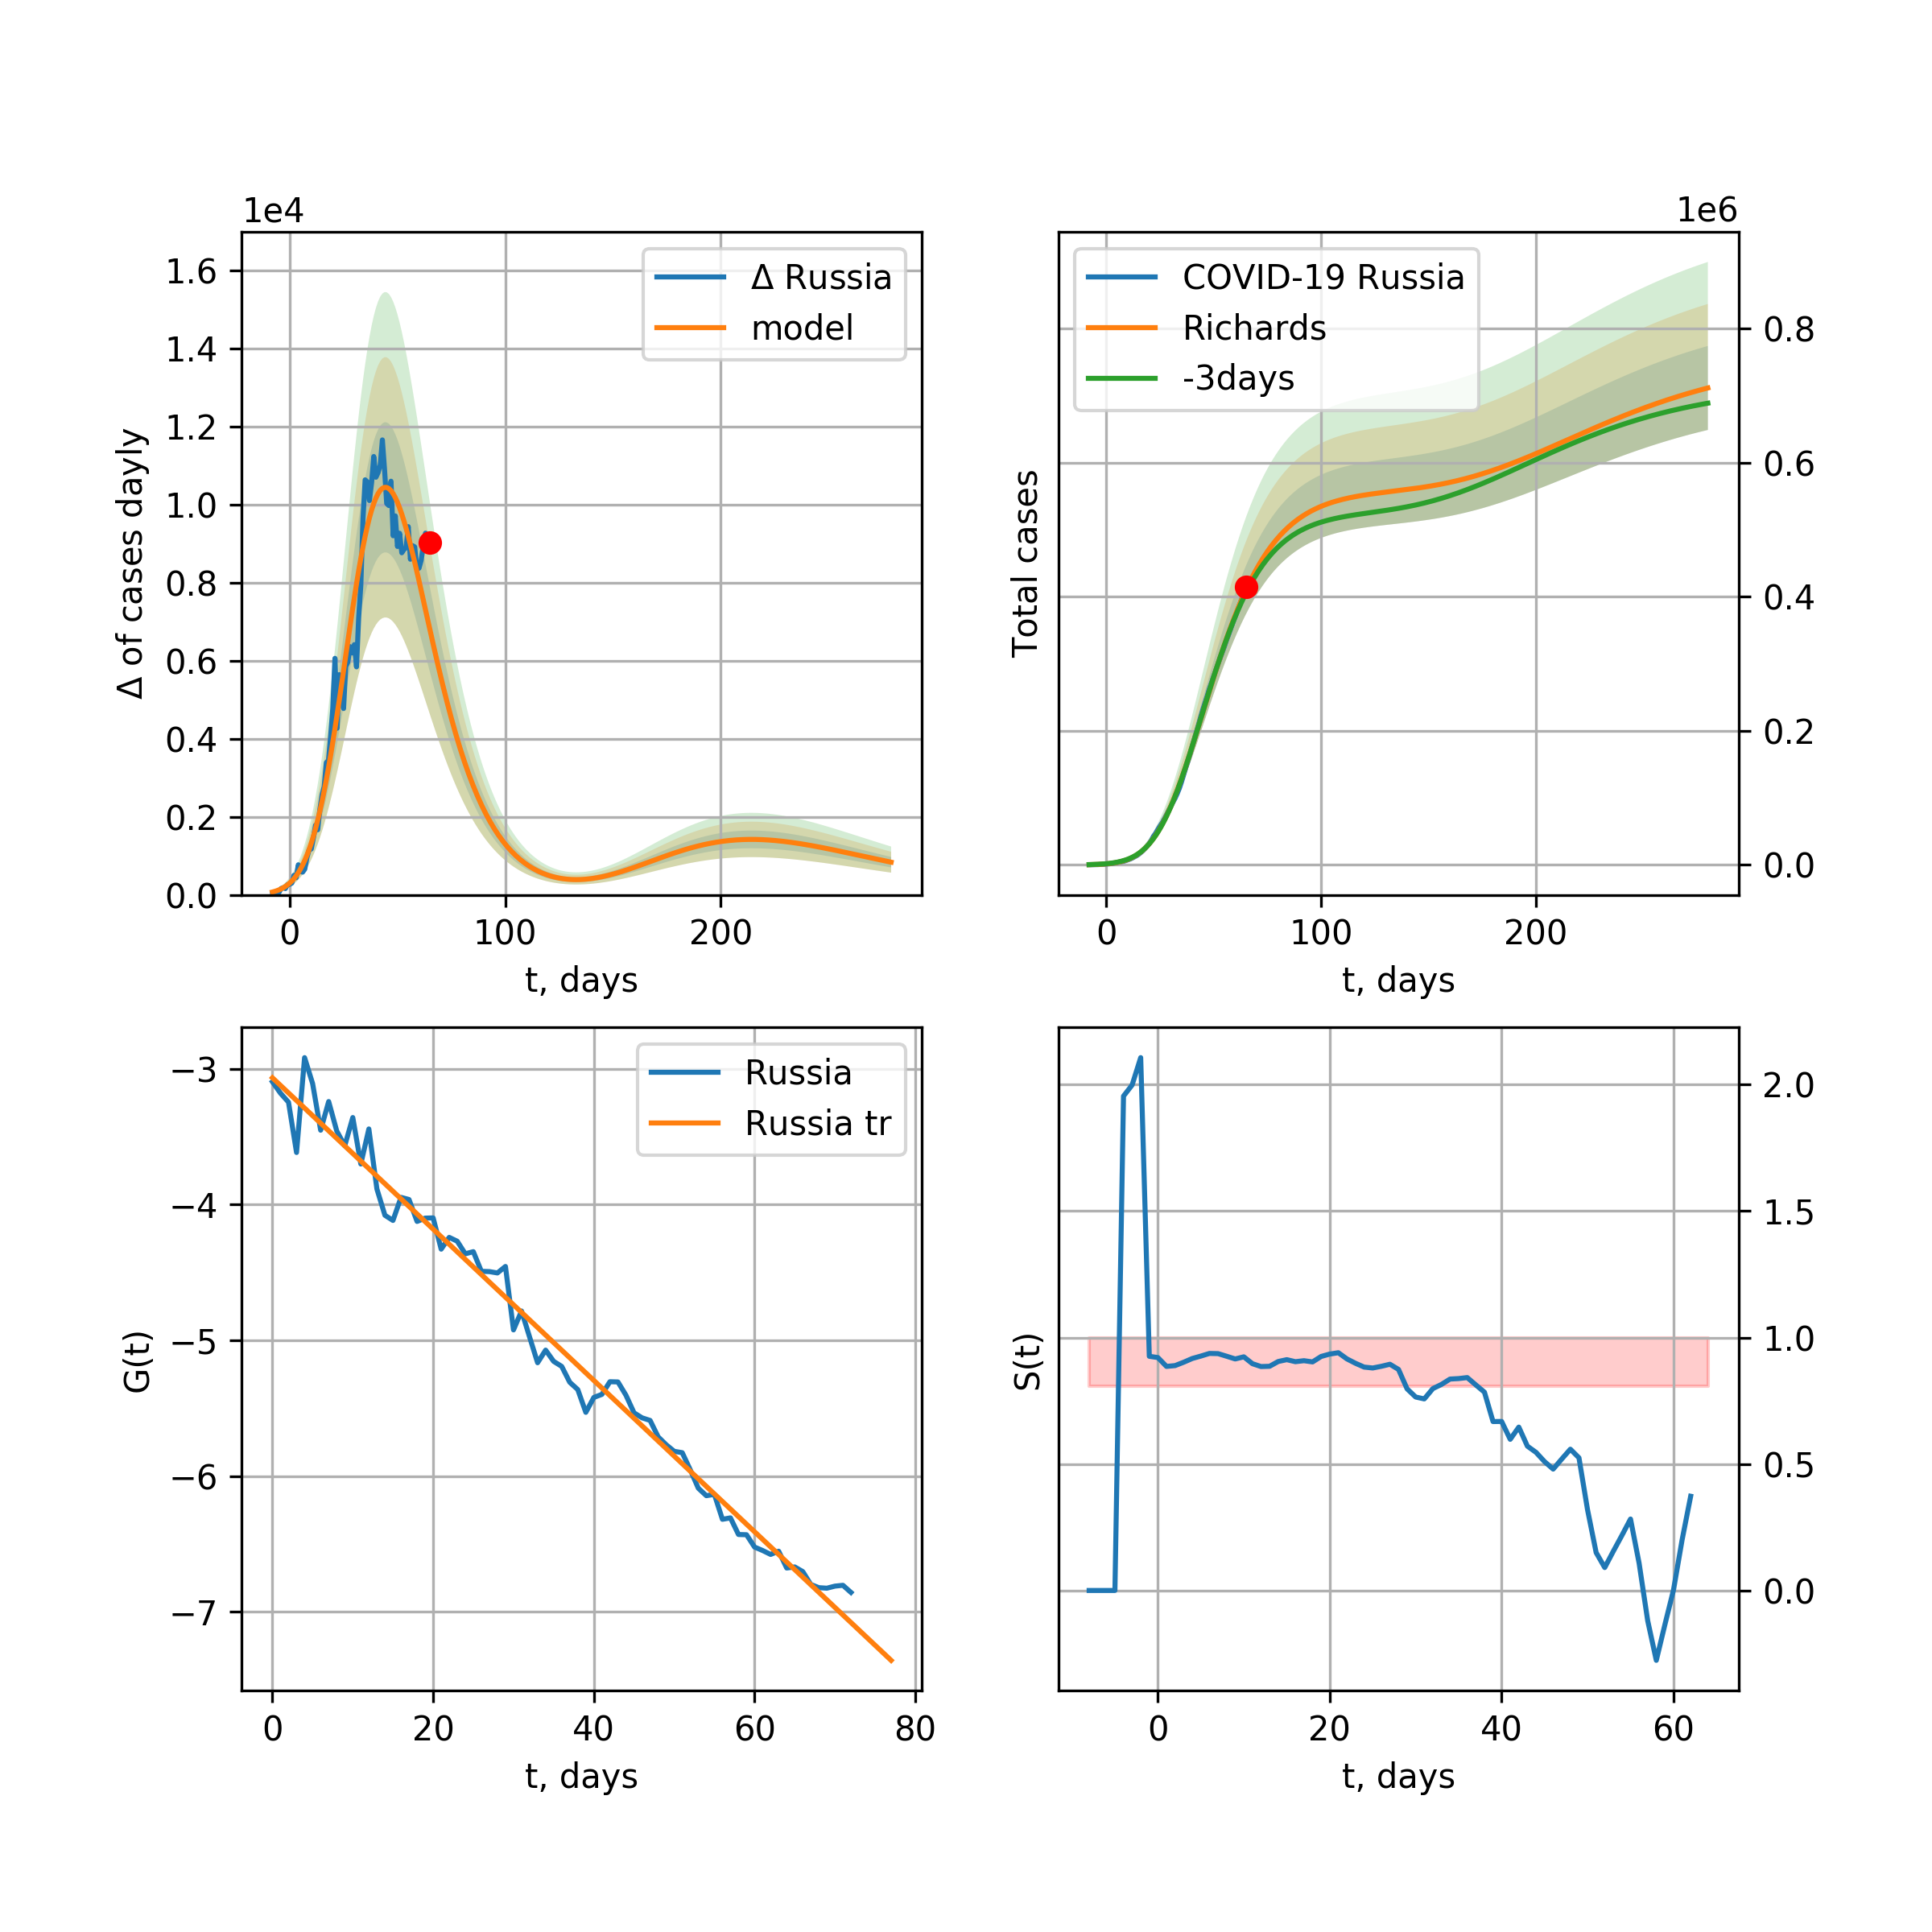 1e4
1.6
1.4
1.2
1.0
0.8
0.6
0.4
0.2
0.0
Δ of cases dayly
Δ Russia
model
0 100 200
t, days
1e6
COVID-19 Russia
Richards
-3days
Total cases
0.8
0.6
0.4
0.2
0.0
0 100 200
t, days
−3
−4
−5
−6
−7
G(t)
Russia
Russia tr
0 20 40 60 80
t, days
S(t)
2.0
1.5
1.0
0.5
0.0
0 20 40 60
t, days